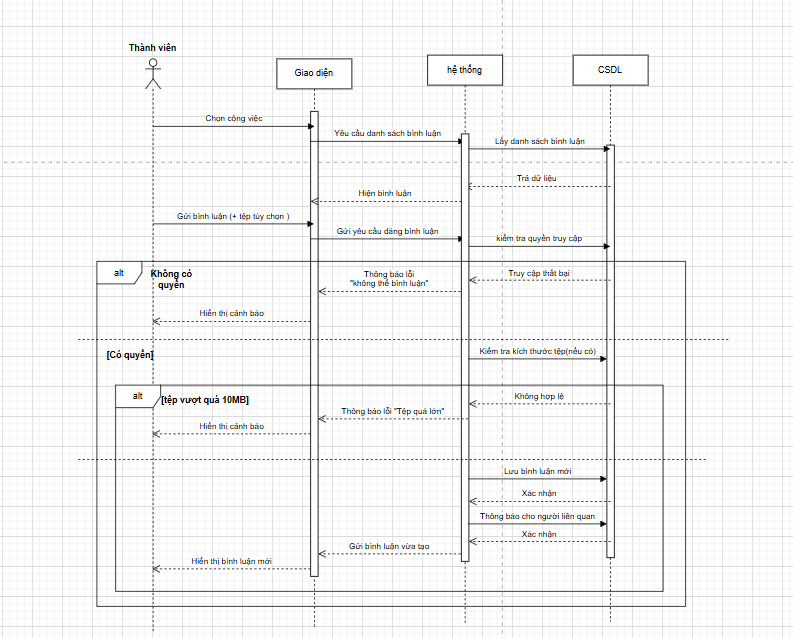 Thành viên
Giao diện
hệ thống
CSDL
Chọn công việc
Yêu cầu danh sách bình luận
Lấy danh sách bình luận
Trả dữ liệu
Hiện bình luận
Gửi bình luận (+ tệp tùy chọn )
Gửi yêu cầu đăng bình luận
kiểm tra quyền truy cập
alt
Không có
quyền
Truy cập thất bại
Thông báo lỗi
"không thể bình luận"
Hiển thị cảnh báo
[Có quyền]
Kiểm tra kích thước tệp(nếu có)
alt
[tệp vượt quá 10MB]
Không hợp lệ
Thông báo lỗi "Tệp quá lớn"
Hiển thị cảnh báo
Lưu bình luận mới
Xác nhận
Thông báo cho người liên quan
Xác nhận
Gửi bình luận vừa tạo
Hiển thị bình luận mới